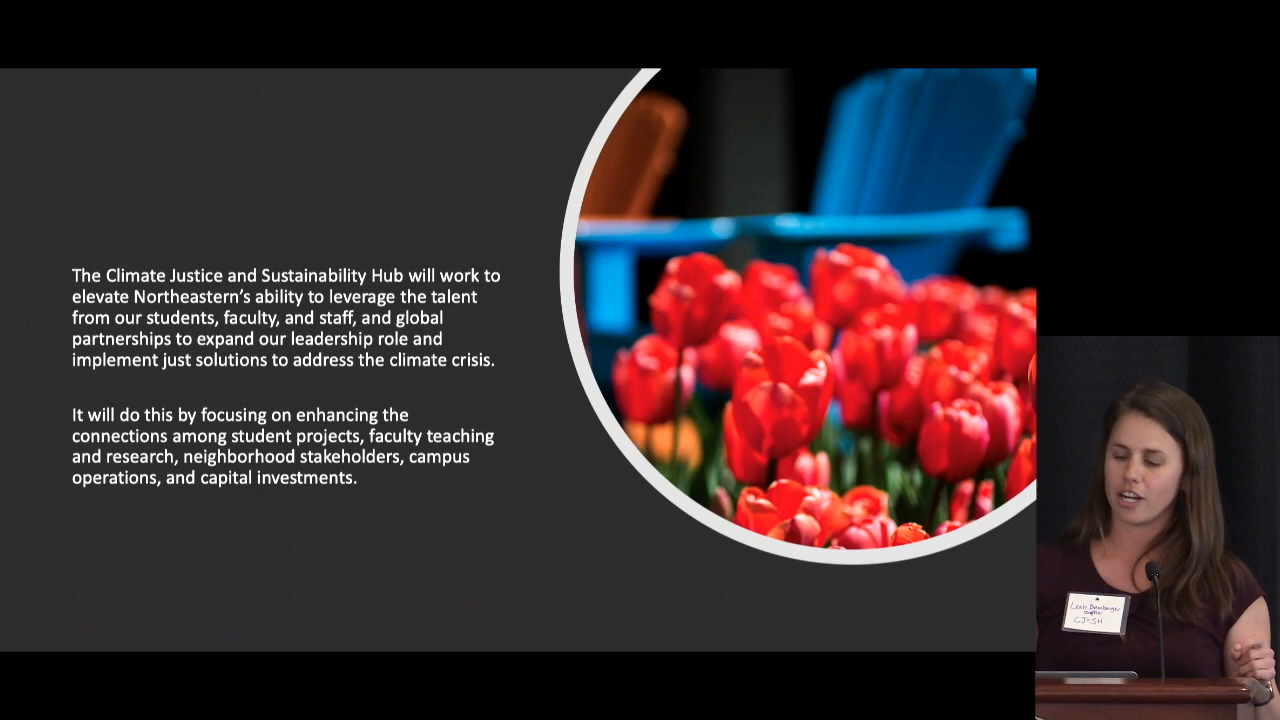 The Climate Justice and Sustainability Hub will work to
elevate Northeastern’s ability to leverage the talent
from our students, faculty, and staff, and global
partnerships to expand our leadership role and
implement just solutions to address the climate crisis.
It will do this by focusing on enhancing the
connections among student projects, faculty teaching
and research, neighborhood stakeholders, campus
operations, and capital investments.
Leah Bamberger